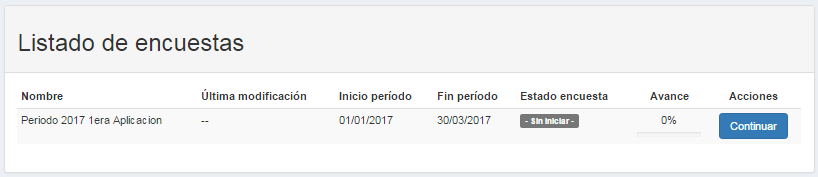 Listado de encuestas
Nombre Última modificación Inicio período Fin período Estado encuesta Avance Acciones
Periodo 2017 1era Aplicacion -- 01/01/2017 30/03/2017 - Sin Iniciar - 0% Continuar